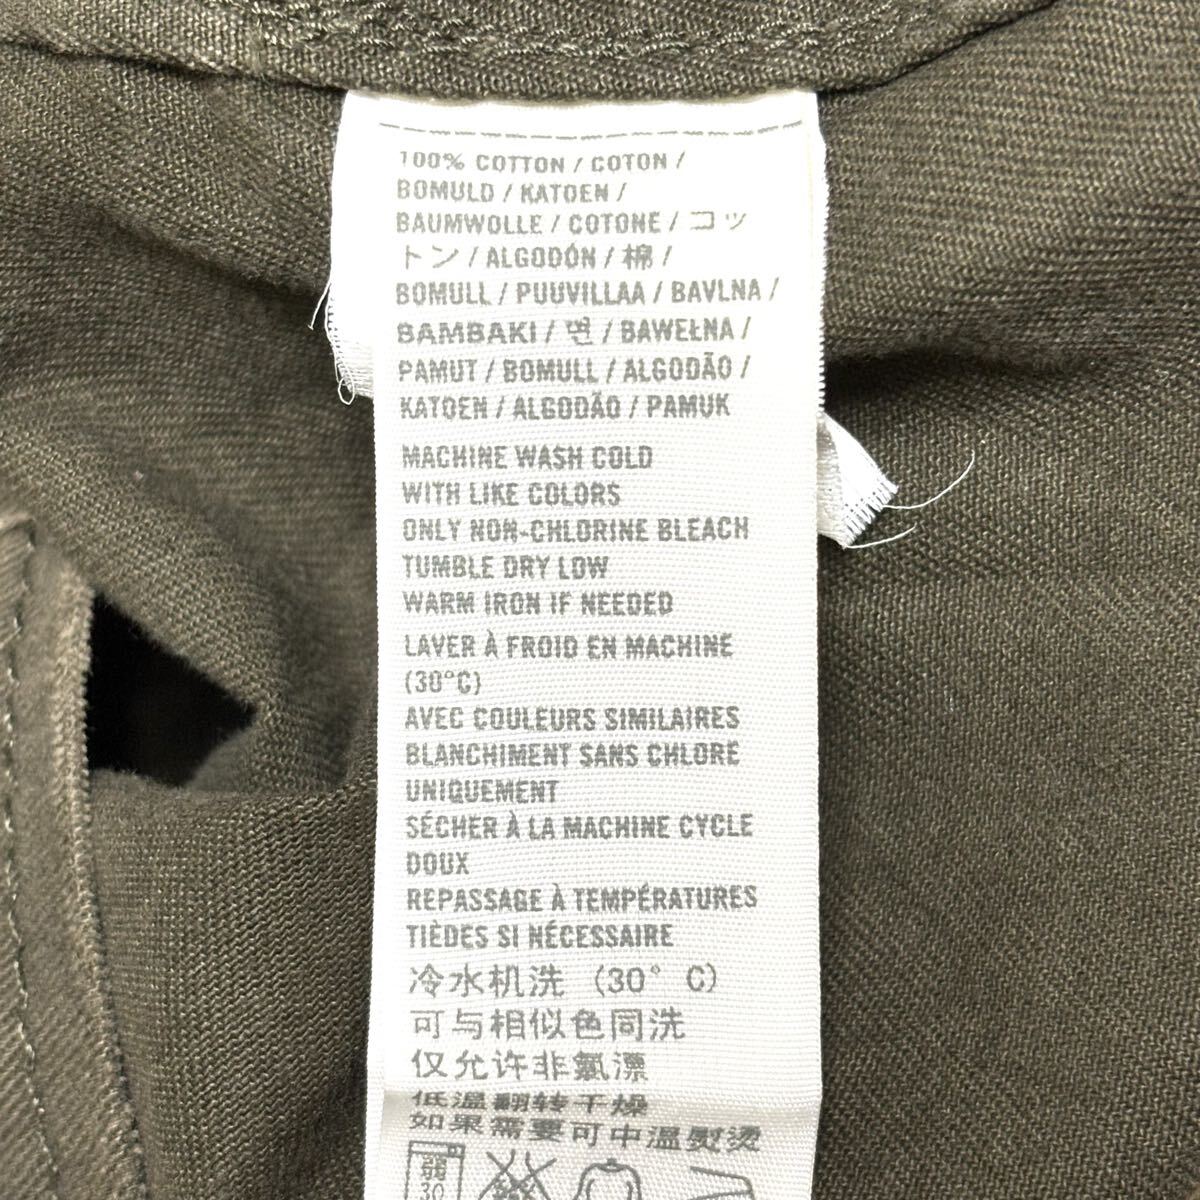 100% COTTON / COTON /
BOMULD / KATOEN /
BAUMWOLLE / COTONE / コッ
トン / ALGODÓN / 棉 /
BOMULL / PUUVILLAA / BAVLNA /
BAMBAKI / 면 / BAWEŁNA /
PAMUT / BOMULL / ALGODÃO /
KATOEN / ALGODÃO / PAMUK
MACHINE WASH COLD
WITH LIKE COLORS
ONLY NON-CHLORINE BLEACH
TUMBLE DRY LOW
WARM IRON IF NEEDED
LAVER À FROID EN MACHINE
(30°C)
AVEC COULEURS SIMILAIRES
BLANCHIMENT SANS CHLORE
UNIQUEMENT
SÉCHER À LA MACHINE CYCLE
DOUX
REPASSAGE À TEMPÉRATURES
TIÈDES SI NÉCESSAIRE
冷水机洗 (30°C)
可与相似色同洗
仅允许非氯漂
低温翻转干燥
如果需要可中温熨烫
弱
30